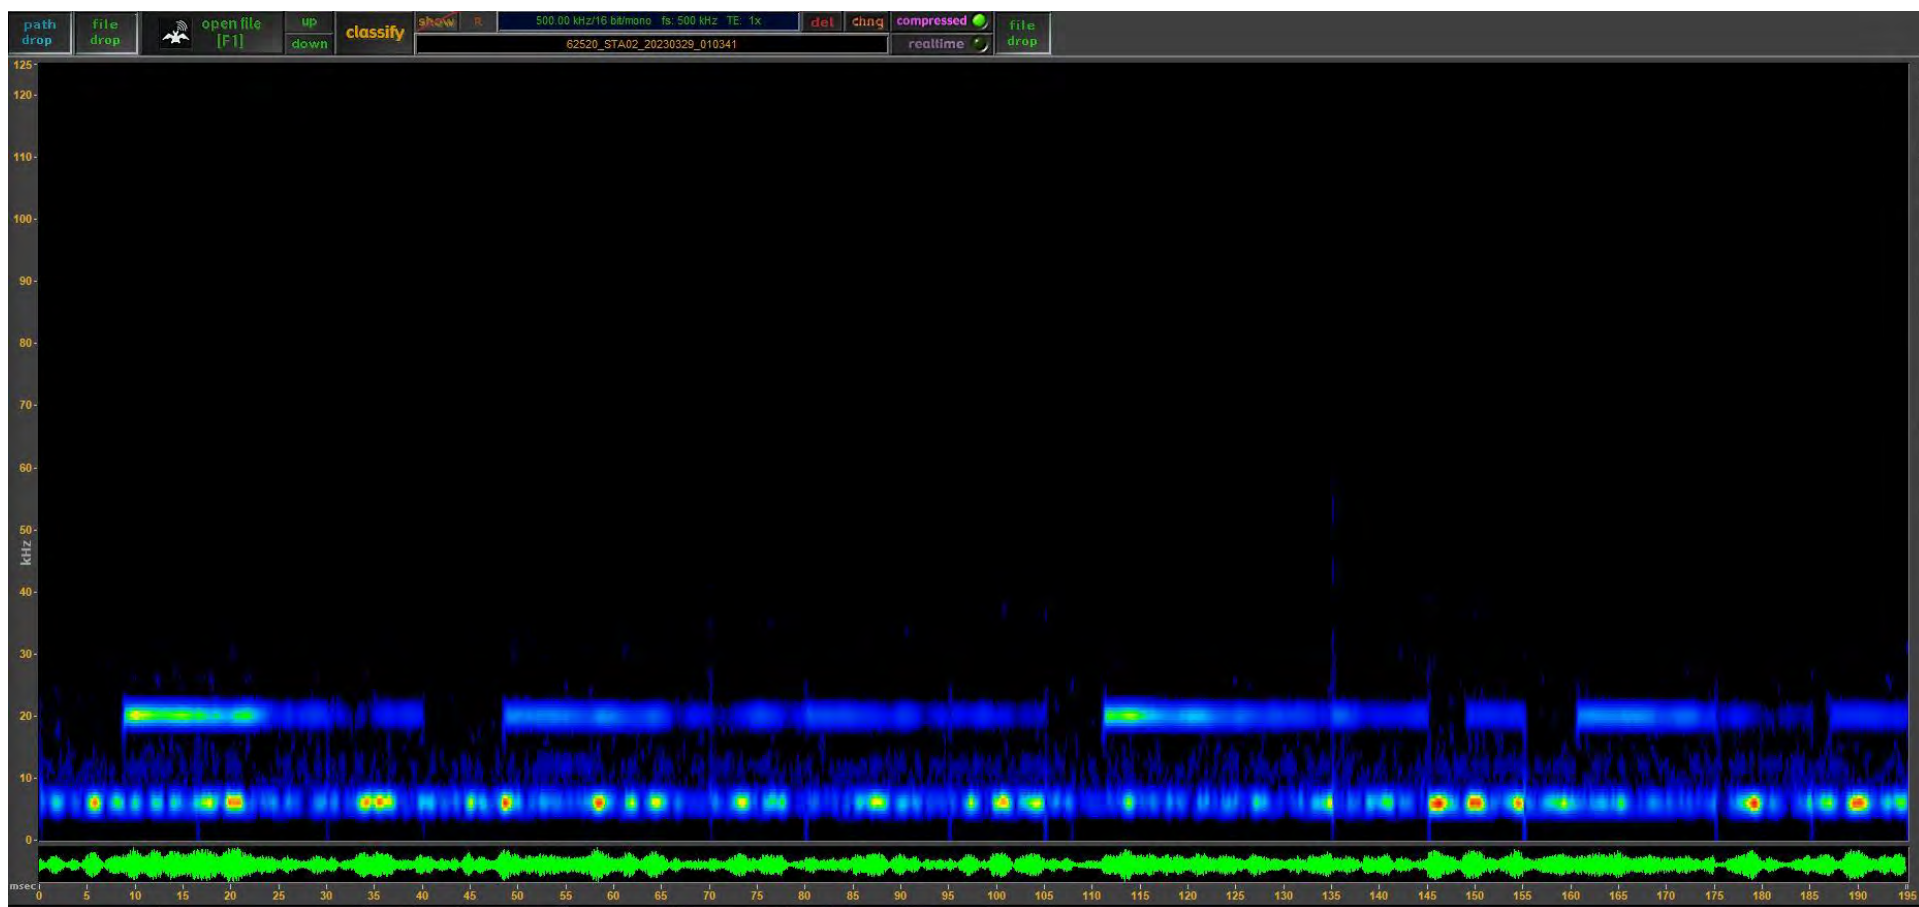 path drop
file drop
open file [F1]
up
down
classify
show
R
500.00 kHz/16 bit/mono fs: 500 kHz TE: 1x
62520_STA02_20230329_010341
del
chng
compressed
realtime
file drop
125
120
110
100
90
80
70
60
50
kHz
40
30
20
10
0
msec
0 5 10 15 20 25 30 35 40 45 50 55 60 65 70 75 80 85 90 95 100 105 110 115 120 125 130 135 140 145 150 155 160 165 170 175 180 185 190 195